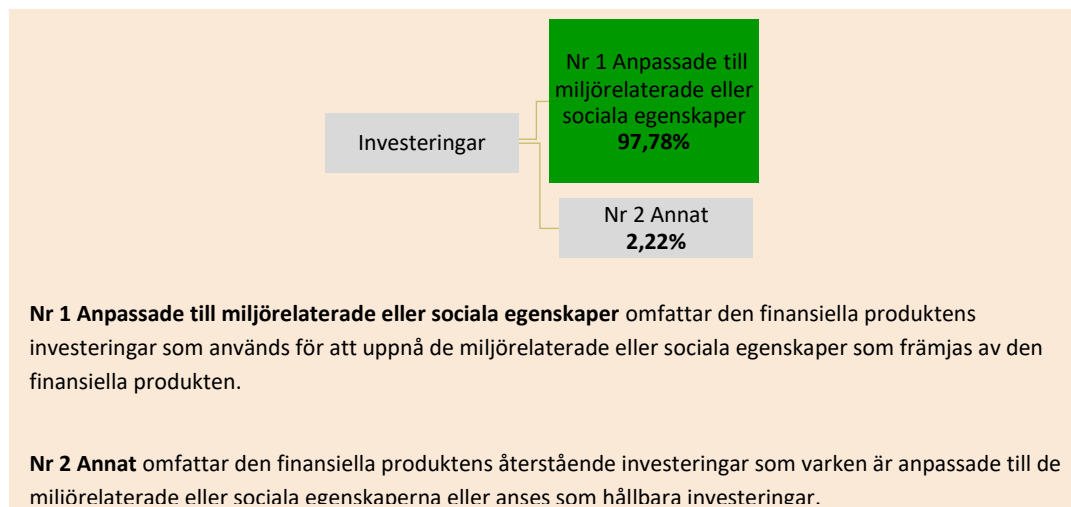 Nr 1 Anpassade till
miljörelaterade eller
sociala egenskaper
97,78%
Investeringar
Nr 2 Annat
2,22%
Nr 1 Anpassade till miljörelaterade eller sociala egenskaper omfattar den finansiella produktens
investeringar som används för att uppnå de miljörelaterade eller sociala egenskaper som främjas av den
finansiella produkten.
Nr 2 Annat omfattar den finansiella produktens återstående investeringar som varken är anpassade till de
miljörelaterade eller sociala egenskaperna eller anses som hållbara investeringar.